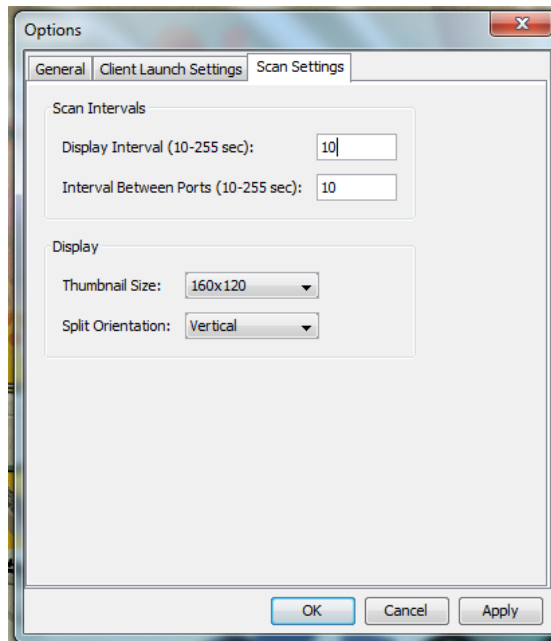 Options
General Client Launch Settings Scan Settings
Scan Intervals
Display Interval (10-255 sec): 10
Interval Between Ports (10-255 sec): 10
Display
Thumbnail Size: 160x120
Split Orientation: Vertical
OK Cancel Apply